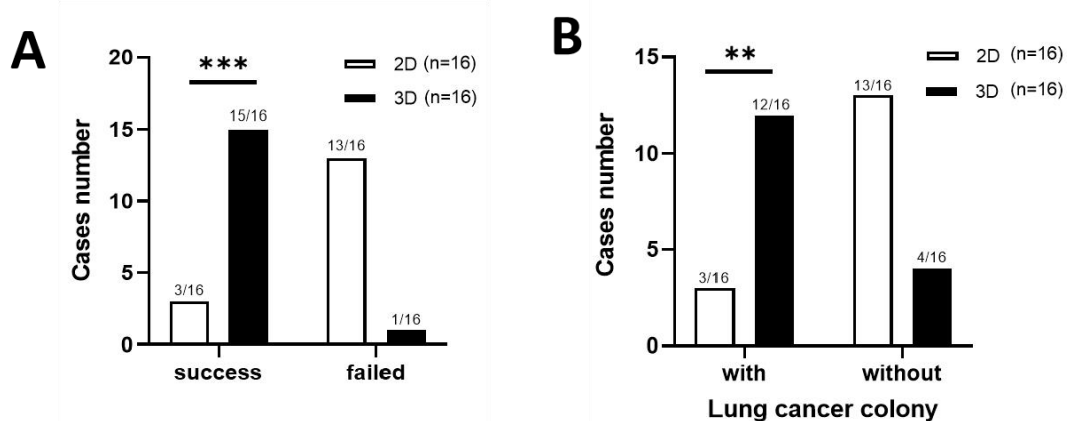 A
20
15
10
5
0
Cases number
***
2D (n=16)
3D (n=16)
3/16
15/16
13/16
1/16
success
failed
B
15
10
5
0
Cases number
**
2D (n=16)
3D (n=16)
3/16
12/16
13/16
4/16
with
without
Lung cancer colony